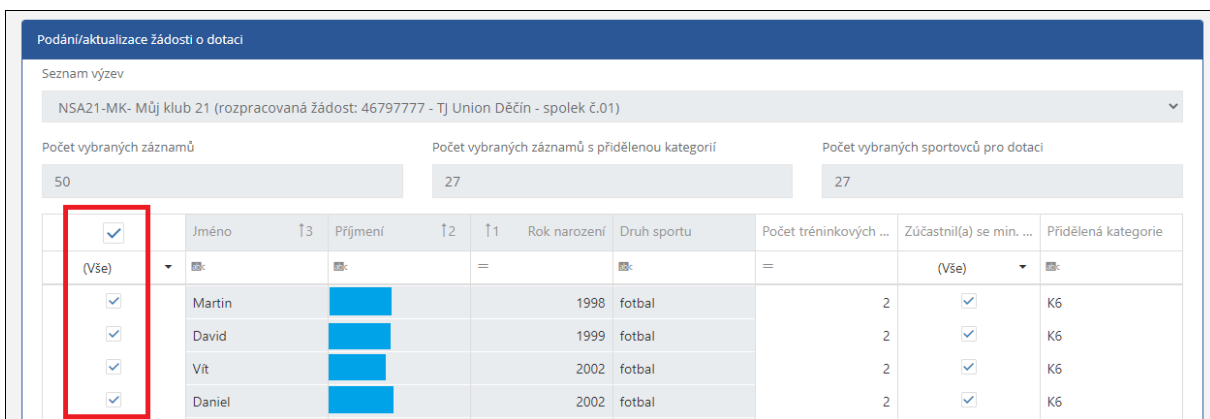 Podání/aktualizace žádosti o dotaci
Seznam výzev
NSA21-MK- Můj klub 21 (rozpracovaná žádost: 46797777 - TJ Union Děčín - spolek č.01)
Počet vybraných záznamů Počet vybraných záznamů s přidělenou kategorií Počet vybraných sportovců pro dotaci
50 27 27
Jméno ↑3 Příjmení ↑2 ↑1 Rok narození Druh sportu Počet tréninkových ... Zúčastnil(a) se min. ... Přidělená kategorie
(Vše) = = (Vše)
Martin 1998 fotbal 2 K6
David 1999 fotbal 2 K6
Vít 2002 fotbal 2 K6
Daniel 2002 fotbal 2 K6